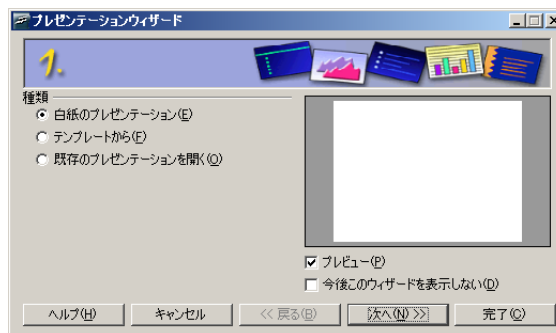 プレゼンテーションウィザード
1.
種類
白紙のプレゼンテーション(E)
テンプレートから(F)
既存のプレゼンテーションを開く(O)
プレビュー(P)
今後このウィザードを表示しない(D)
ヘルプ(H) キャンセル << 戻る(B) 次へ(N) >> 完了(C)